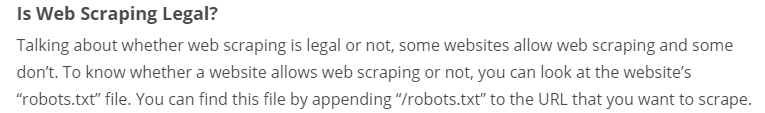 Is Web Scraping Legal?
Talking about whether web scraping is legal or not, some websites allow web scraping and some
don’t. To know whether a website allows web scraping or not, you can look at the website’s
“robots.txt” file. You can find this file by appending “/robots.txt” to the URL that you want to scrape.